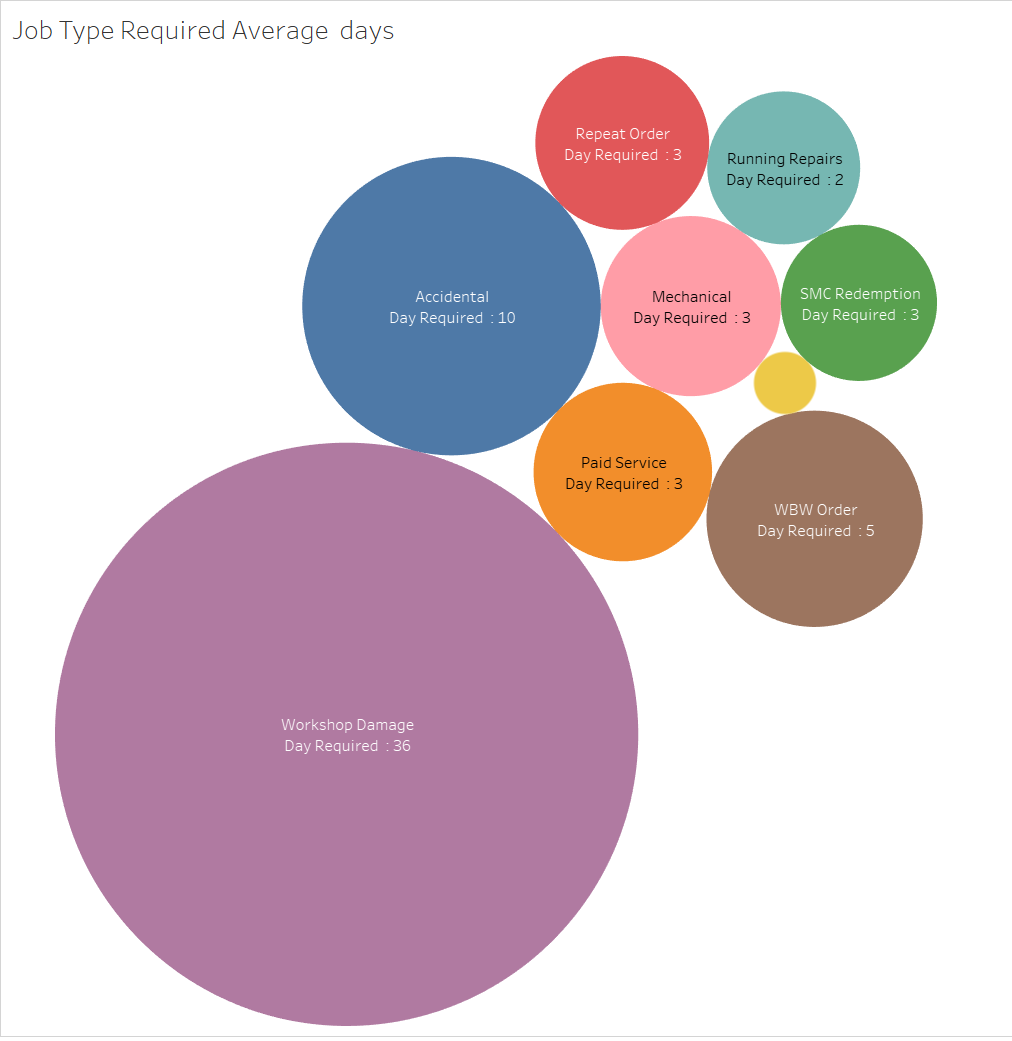 Job Type Required Average  days
Repeat Order
Day Required  : 3
Running Repairs
Day Required  : 2
Accidental
Day Required  : 10
Mechanical
Day Required  : 3
SMC Redemption
Day Required  : 3
Paid Service
Day Required  : 3
WBW Order
Day Required  : 5
Workshop Damage
Day Required  : 36